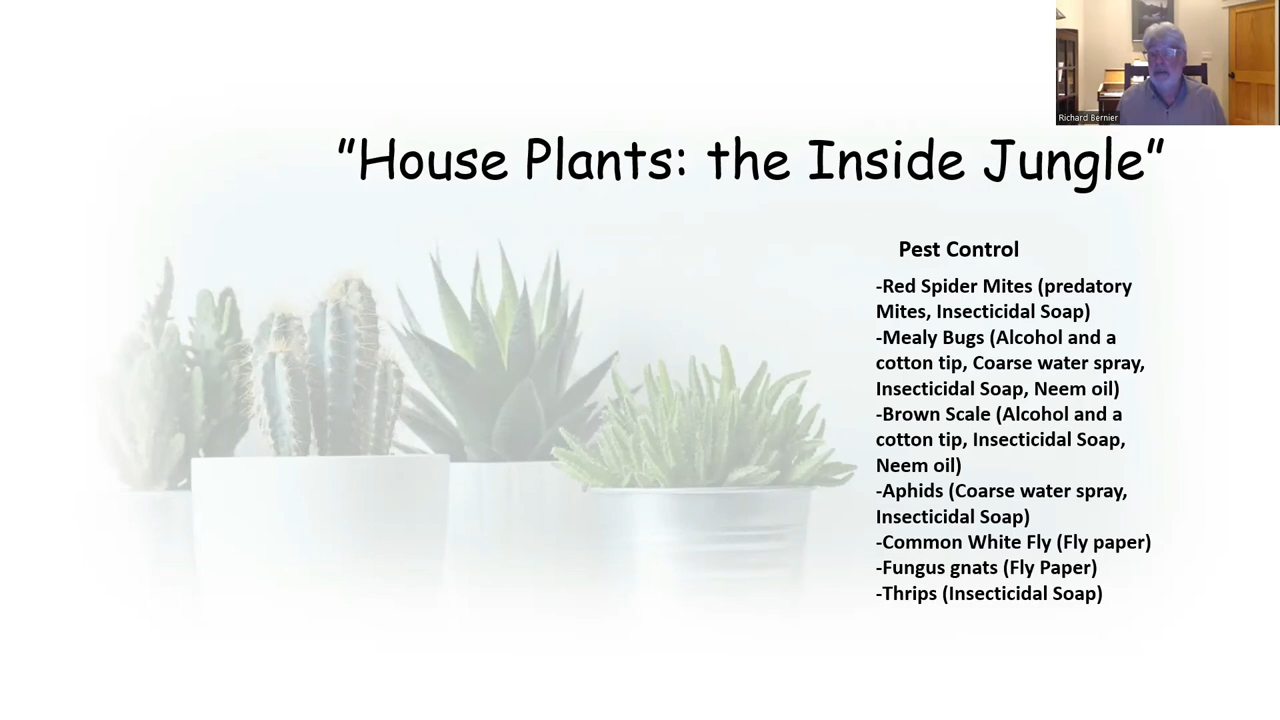 Richard Bernier
"House Plants: the Inside Jungle"
Pest Control
-Red Spider Mites (predatory
Mites, Insecticidal Soap)
-Mealy Bugs (Alcohol and a
cotton tip, Coarse water spray,
Insecticidal Soap, Neem oil)
-Brown Scale (Alcohol and a
cotton tip, Insecticidal Soap,
Neem oil)
-Aphids (Coarse water spray,
Insecticidal Soap)
-Common White Fly (Fly paper)
-Fungus gnats (Fly Paper)
-Thrips (Insecticidal Soap)